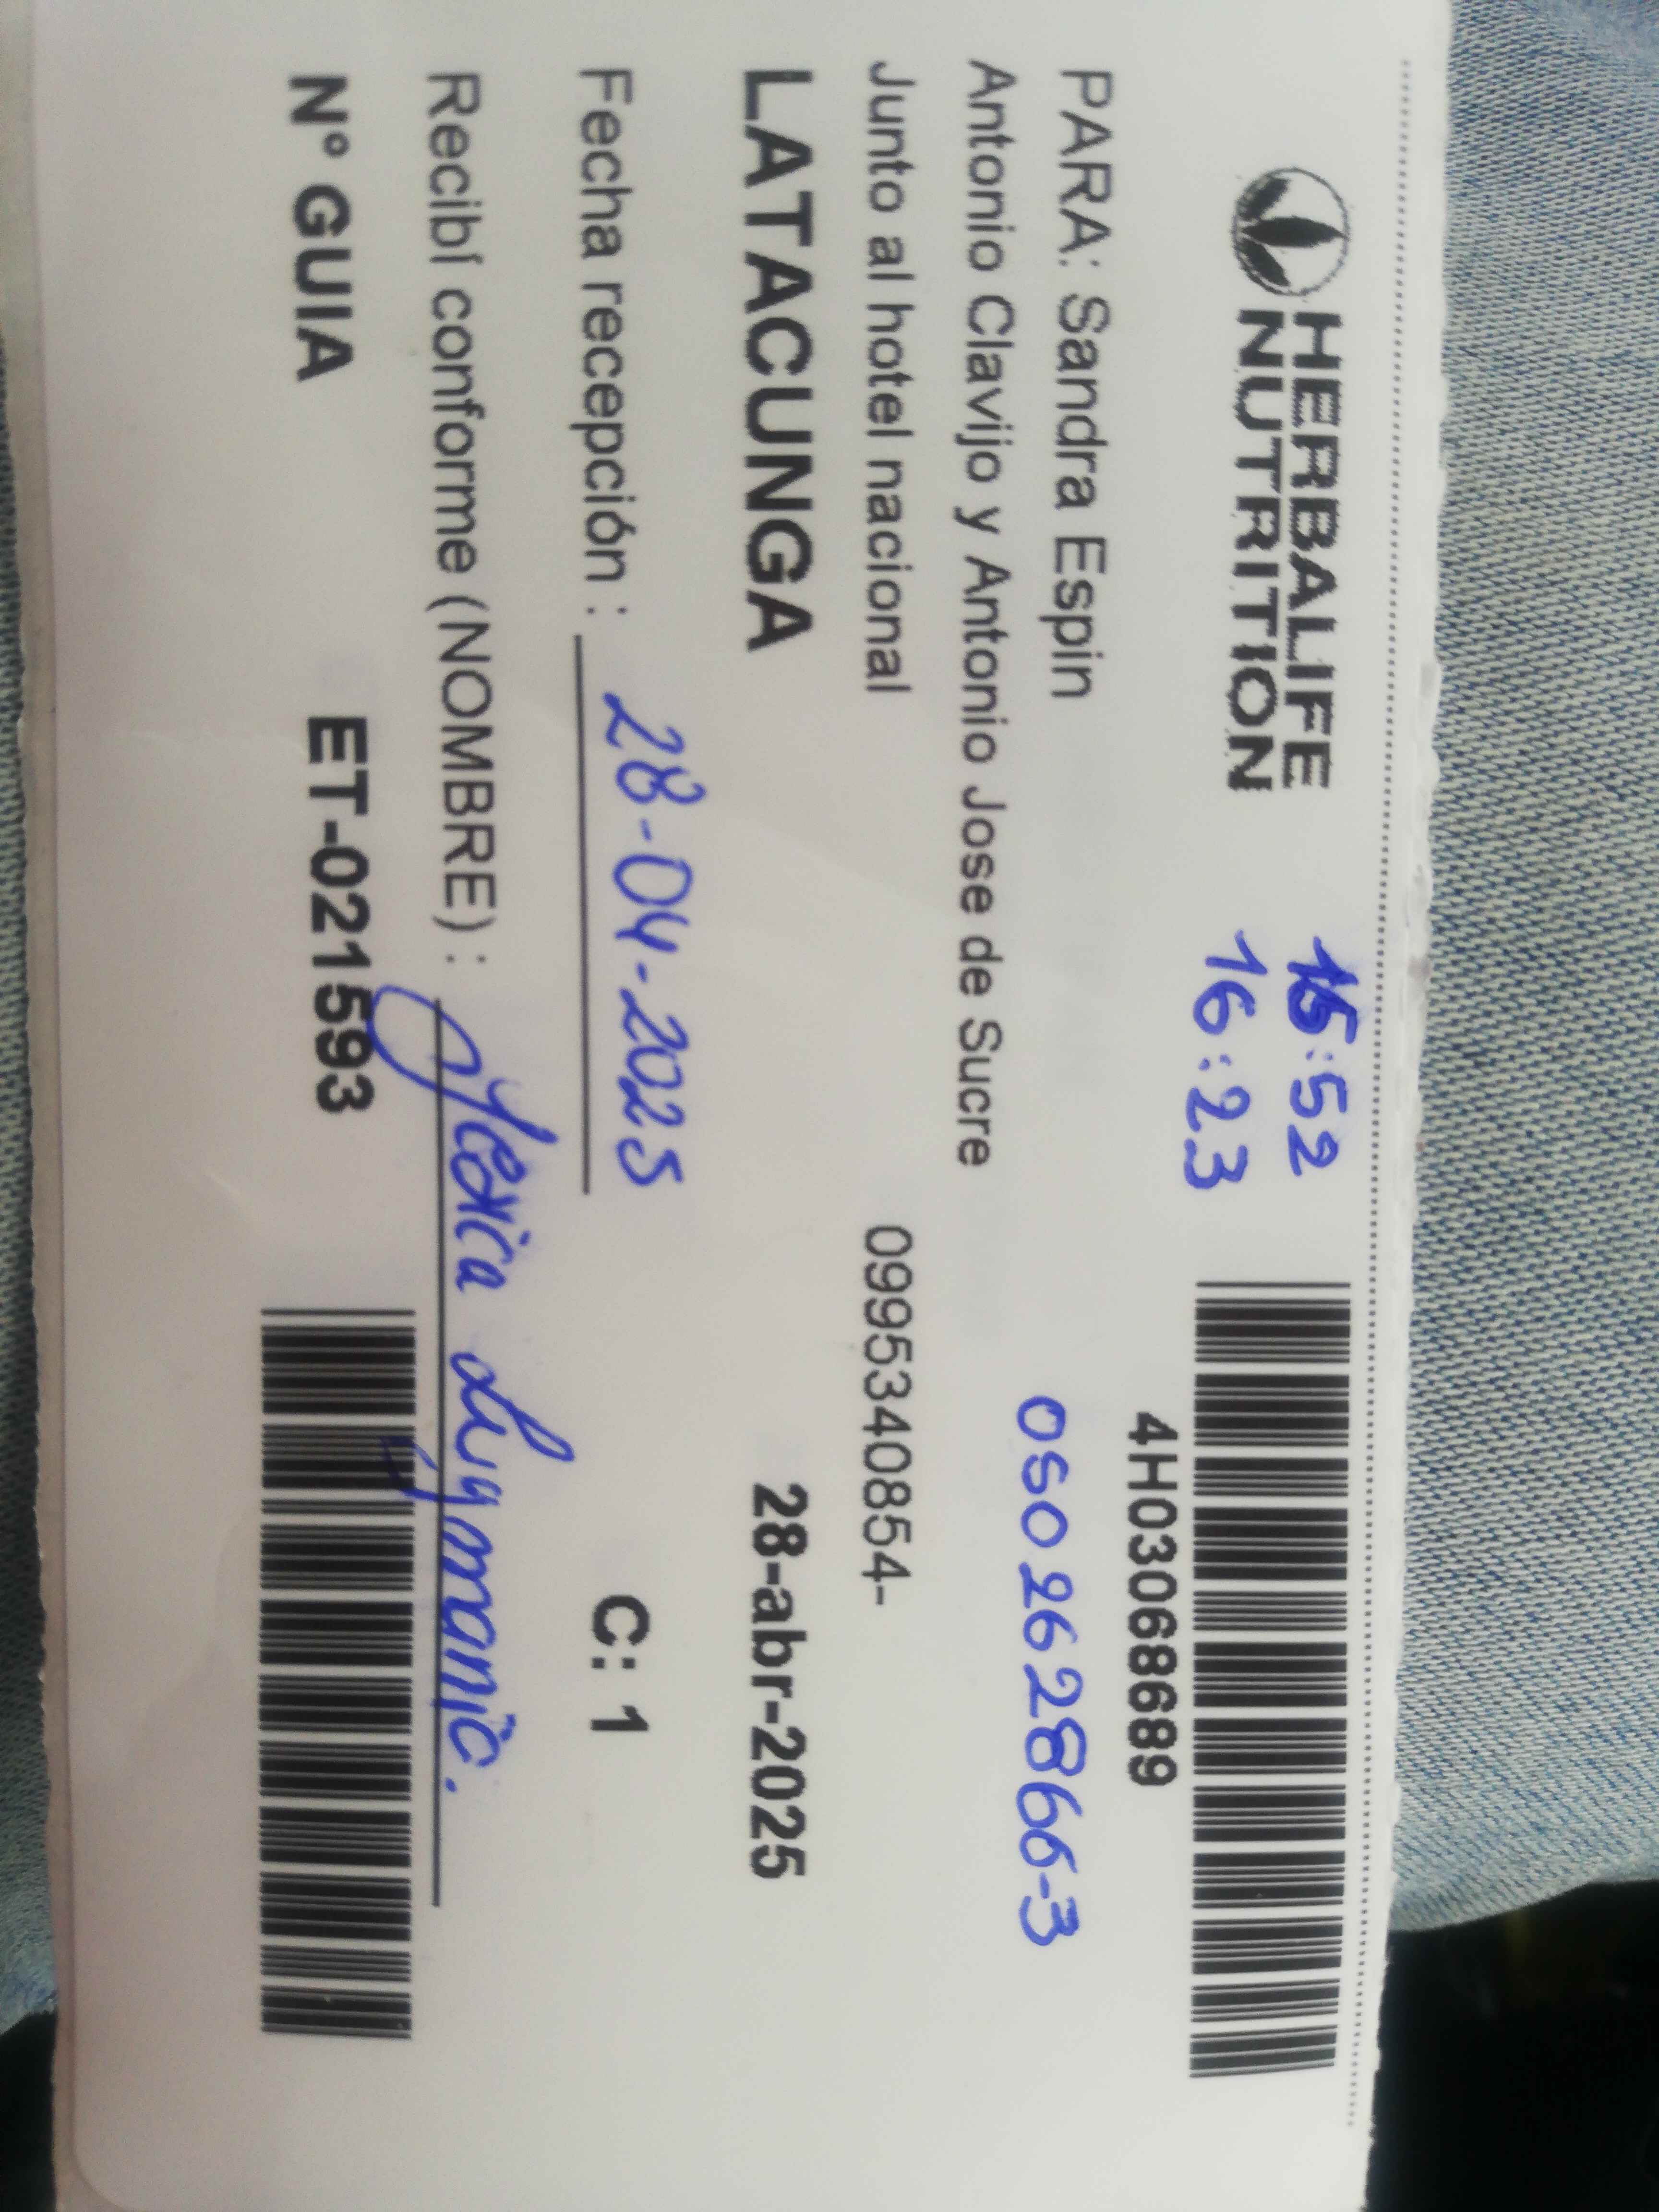 HERBALIFE
NUTRITION
15:52
16:23
4H03068689
PARA: Sandra Espin
050262866-3
Antonio Clavijo y Antonio Jose de Sucre
Junto al hotel nacional 0995340854-
LATACUNGA 28-abr-2025
Fecha recepción : 28-04-2025 C: 1
Recibí conforme (NOMBRE) :
N° GUIA ET-021593